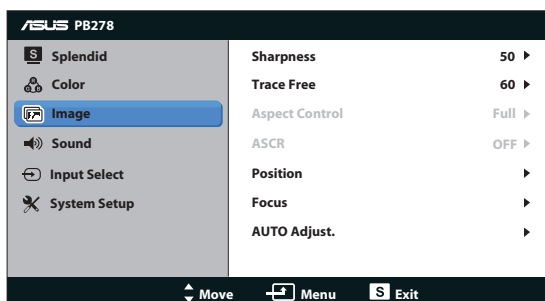 ASUS PB278
S Splendid
Color
Image
Sound
Input Select
System Setup
Sharpness 50
Trace Free 60
Aspect Control Full
ASCR OFF
Position
Focus
AUTO Adjust.
Move Menu S Exit